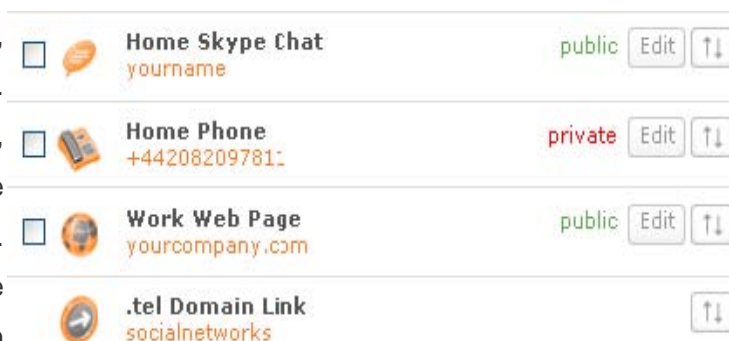 Home Skype Chat
yourname
public Edit
Home Phone
+442082097811
private Edit
Work Web Page
yourcompany.com
public Edit
.tel Domain Link
socialnetworks